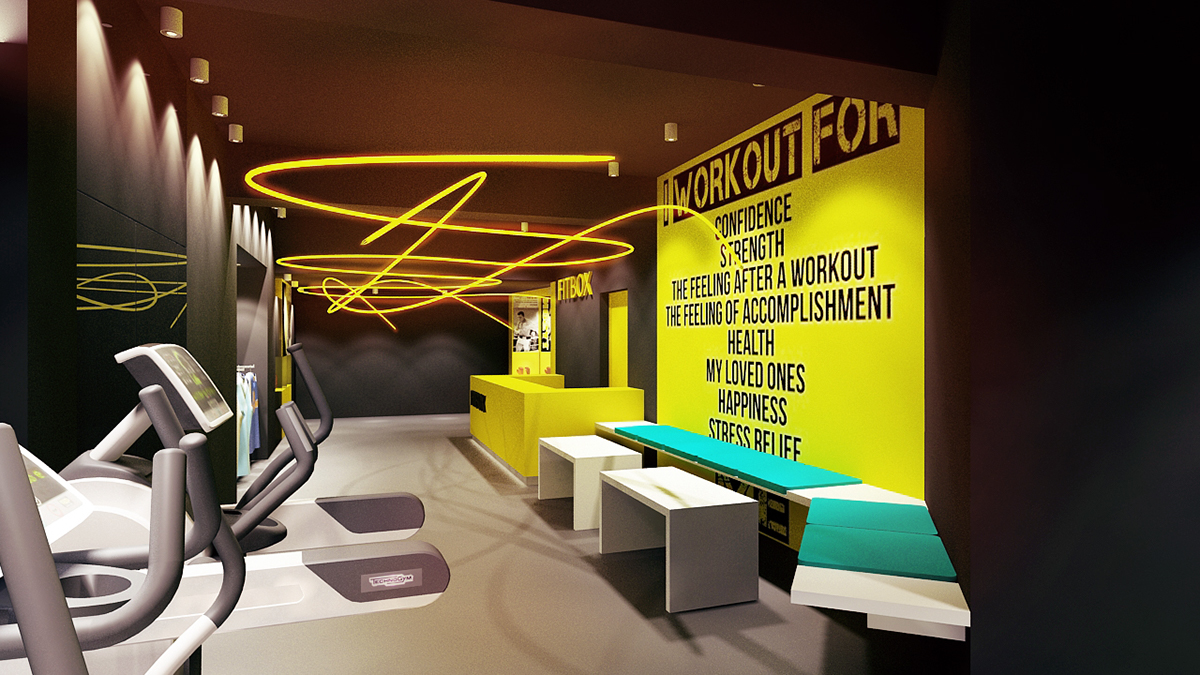 I WORKOUT FOR
CONFIDENCE
STRENGTH
THE FEELING AFTER A WORKOUT
THE FEELING OF ACCOMPLISHMENT
HEALTH
MY LOVED ONES
HAPPINESS
STRESS RELIEF
FITBOX
TECHNOGYM